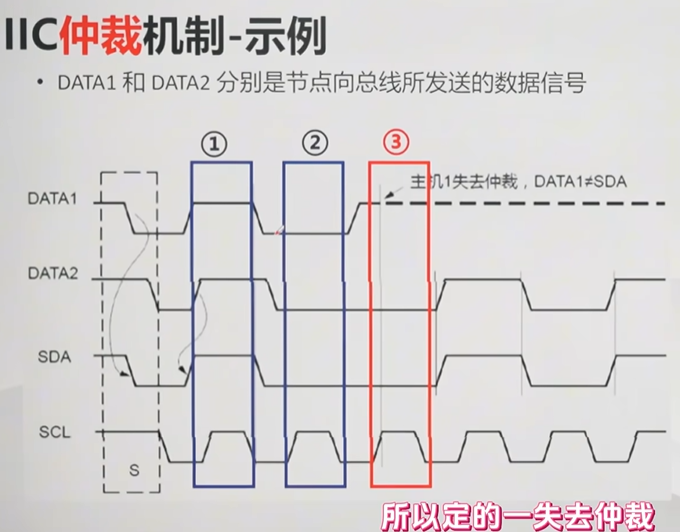 IIC仲裁机制-示例
• DATA1 和 DATA2 分别是节点向总线所发送的数据信号
① ② ③
主机1失去仲裁，DATA1≠SDA
DATA1
DATA2
SDA
SCL
S
所以定的一失去仲裁